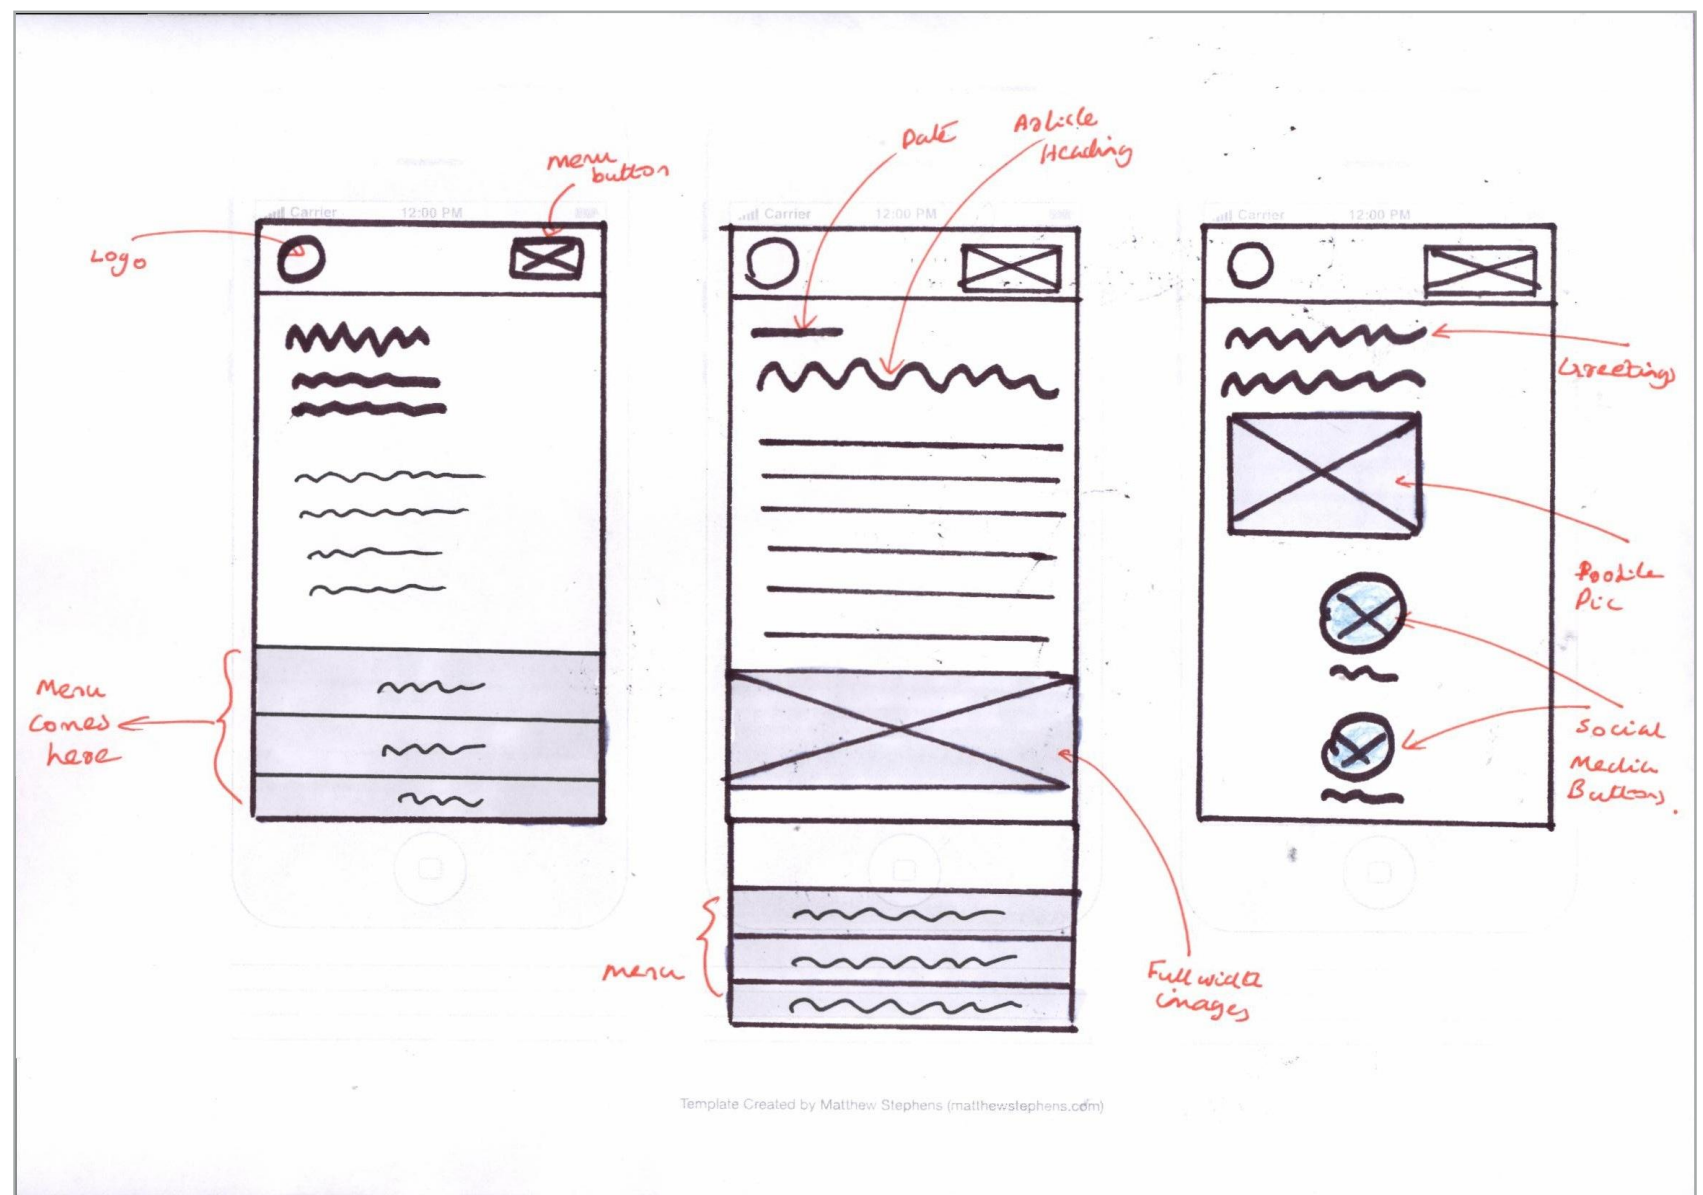 Carrier 12:00 PM
Carrier 12:00 PM
Carrier 12:00 PM
Logo
Menu
button
Date
Article
Heading
Greetings
Profile
Pic
Social
Media
Buttons.
Menu
comes
here
Menu
Full width
images
Template Created by Matthew Stephens (matthewstephens.com)